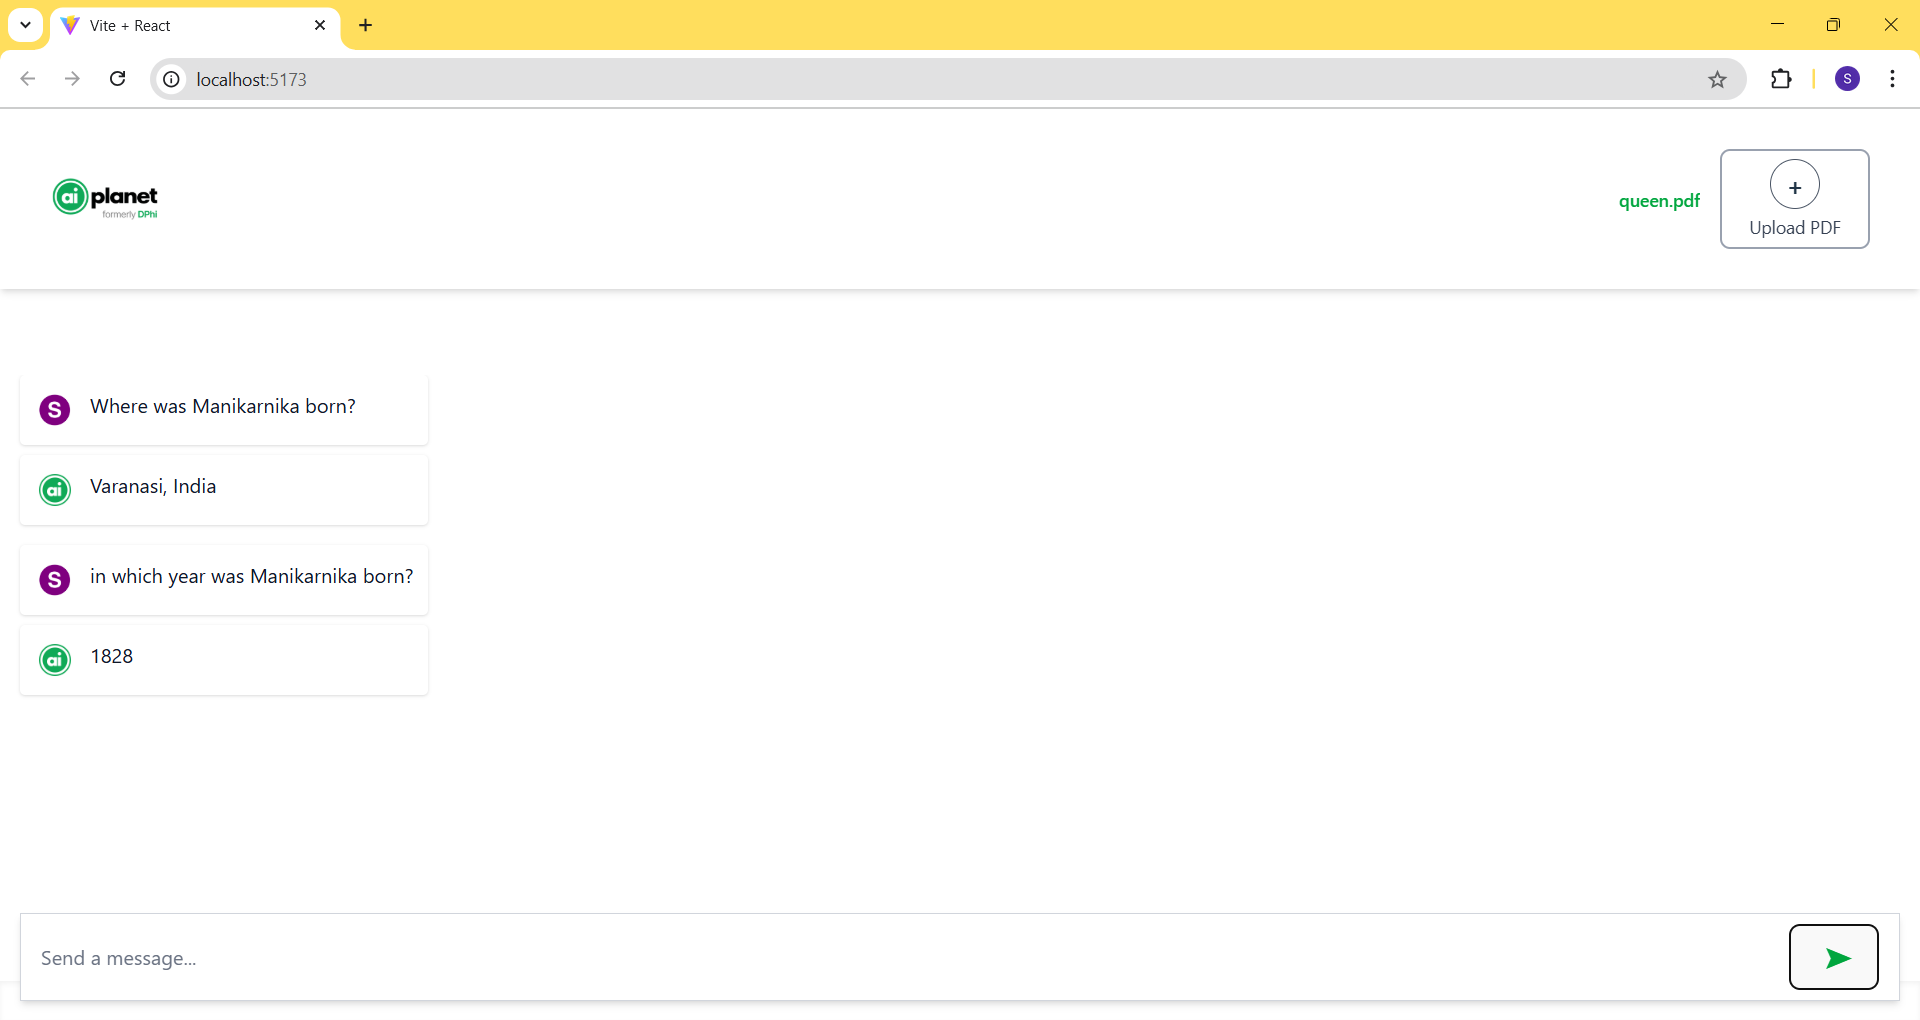 Vite + React
localhost:5173
S
ai planet
formerly DPhi
queen.pdf
+
Upload PDF
S Where was Manikarnika born?
ai Varanasi, India
S in which year was Manikarnika born?
ai 1828
Send a message...